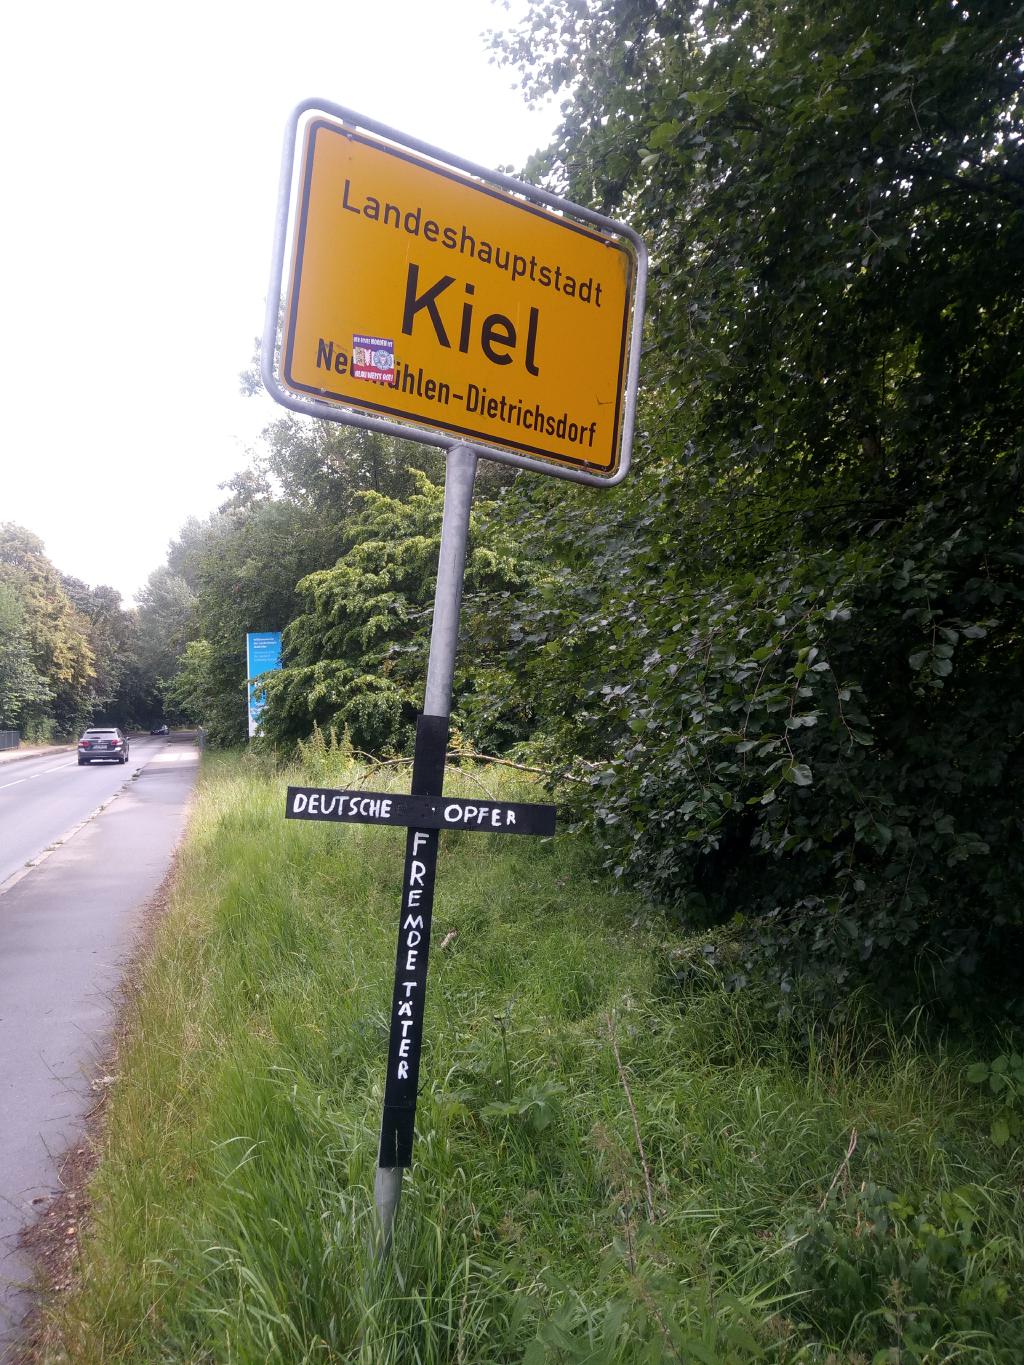 Landeshauptstadt
Kiel
Neumühlen-Dietrichsdorf
DEUTSCHE OPFER
FREMDE TÄTER